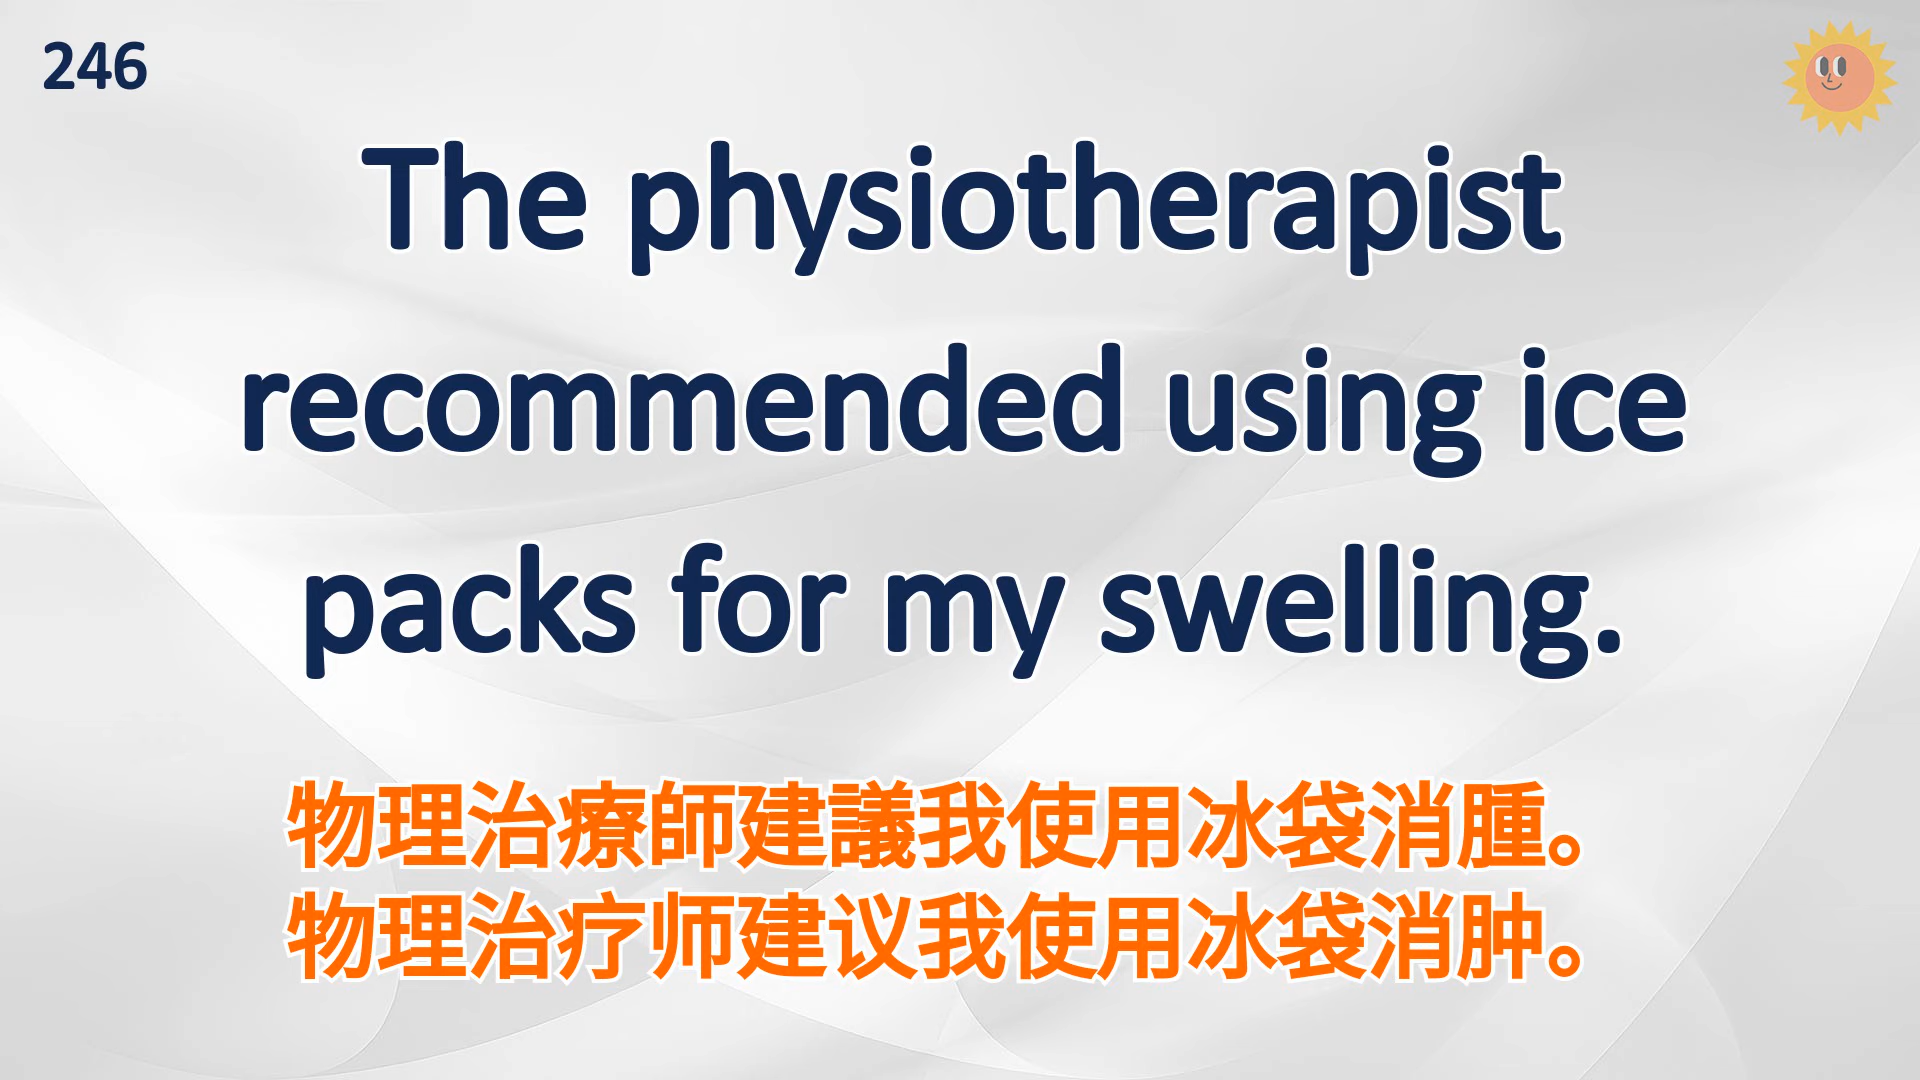 246
The physiotherapist
recommended using ice
packs for my swelling.
物理治療師建議我使用冰袋消腫。
物理治疗师建议我使用冰袋消肿。